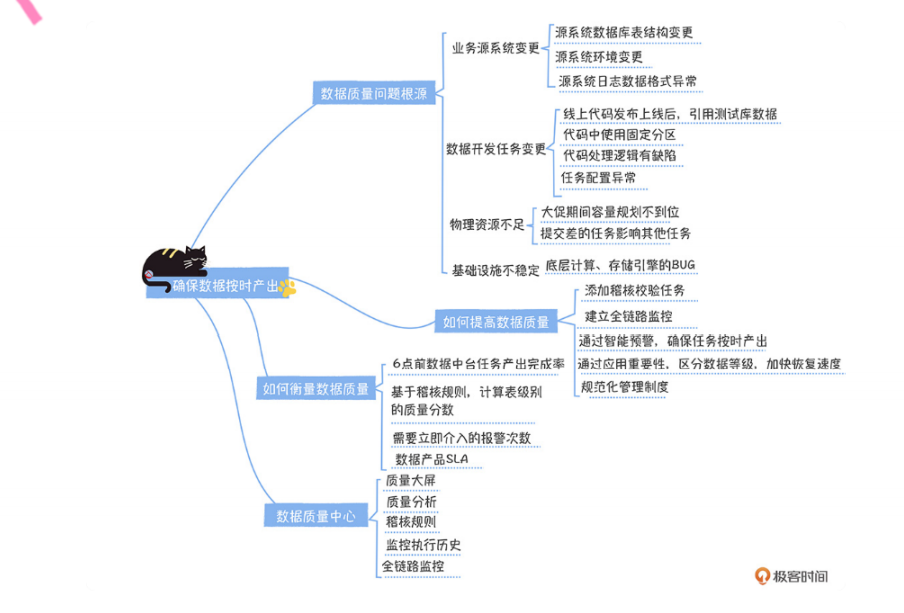 确保数据按时产出
数据质量问题根源
业务源系统变更
源系统数据库表结构变更
源系统环境变更
源系统日志数据格式异常
数据开发任务变更
线上代码发布上线后，引用测试库数据
代码中使用固定分区
代码处理逻辑有缺陷
任务配置异常
物理资源不足
大促期间容量规划不到位
提交差的任务影响其他任务
基础设施不稳定
底层计算、存储引擎的BUG
如何提高数据质量
添加稽核校验任务
建立全链路监控
通过智能预警，确保任务按时产出
通过应用重要性，区分数据等级，加快恢复速度
规范化管理制度
如何衡量数据质量
6点前数据中台任务产出完成率
基于稽核规则，计算表级别
的质量分数
需要立即介入的报警次数
数据产品SLA
数据质量中心
质量大屏
质量分析
稽核规则
监控执行历史
全链路监控
极客时间